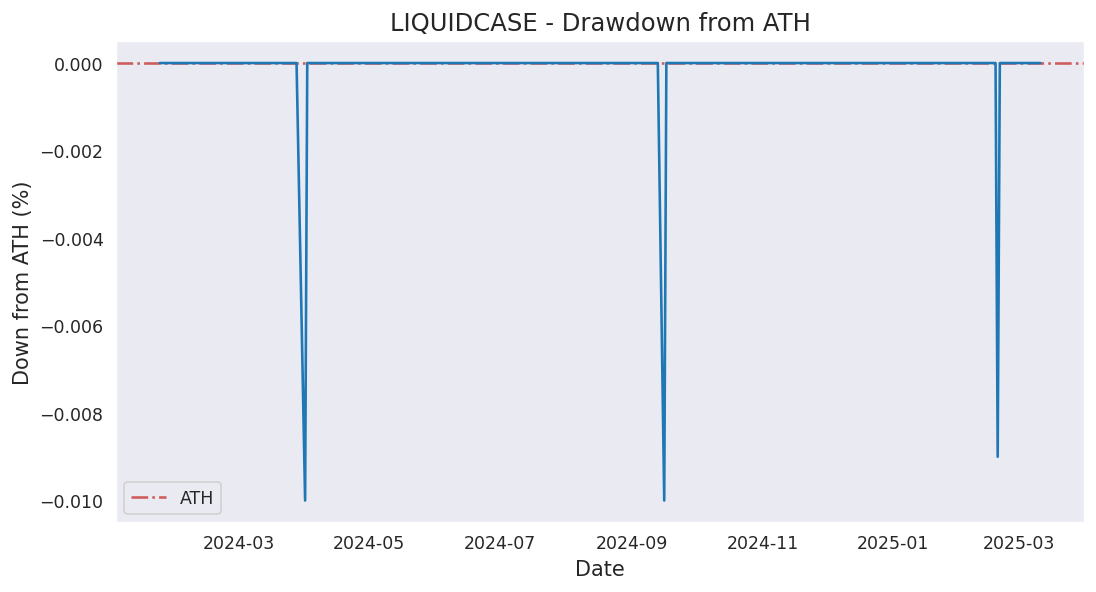 LIQUIDCASE - Drawdown from ATH
Down from ATH (%)
0.000
−0.002
−0.004
−0.006
−0.008
−0.010
ATH
2024-03 2024-05 2024-07 2024-09 2024-11 2025-01 2025-03
Date